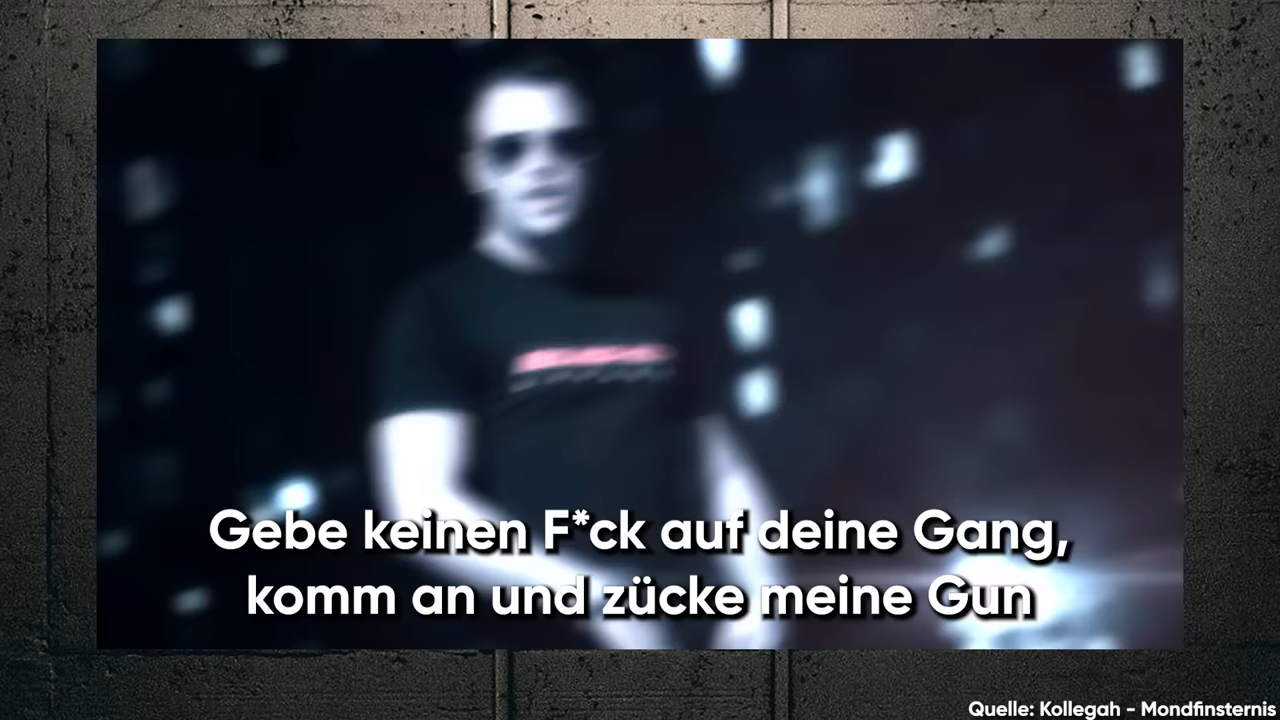 Gebe keinen F*ck auf deine Gang,
komm an und zücke meine Gun
Quelle: Kollegah - Mondfinsternis